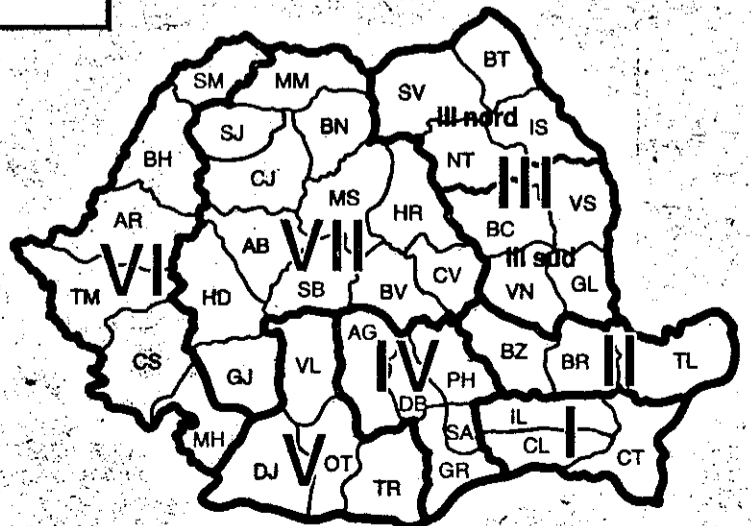 BT
SM
MM
SV
III nord
IS
SJ
BN
BH
NT
III
CJ
MS
VS
AR
HR
BC
AB
VII
VI
III sud
CV
TM
HD
SB
BV
VN
GL
AG
CS
GJ
VL
IV
PH
BZ
BR
II
TL
DB
IL
I
MH
SA
CL
V
DJ
OT
TR
GR
CT